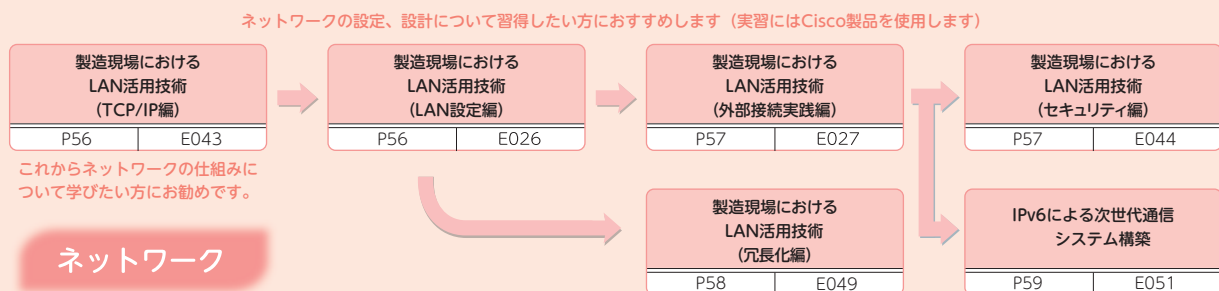 ネットワークの設定、設計について習得したい方におすすめします（実習にはCisco製品を使用します）
製造現場における
LAN活用技術
(TCP/IP編)
P56 E043
これからネットワークの仕組みに
ついて学びたい方にお勧めです。
製造現場における
LAN活用技術
(LAN設定編)
P56 E026
製造現場における
LAN活用技術
(外部接続実践編)
P57 E027
製造現場における
LAN活用技術
(セキュリティ編)
P57 E044
製造現場における
LAN活用技術
(冗長化編)
P58 E049
IPv6による次世代通信
システム構築
P59 E051
ネットワーク